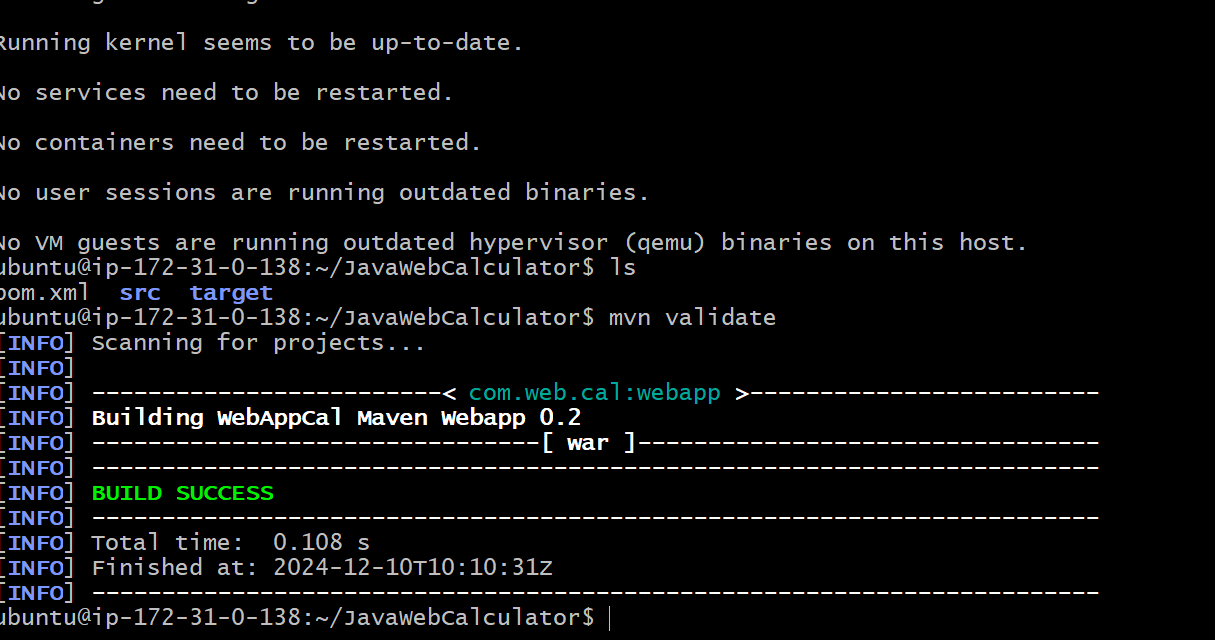 Running kernel seems to be up-to-date.
No services need to be restarted.
No containers need to be restarted.
No user sessions are running outdated binaries.
No VM guests are running outdated hypervisor (qemu) binaries on this host.
ubuntu@ip-172-31-0-138:~/JavaWebCalculator$ ls
pom.xml  src  target
ubuntu@ip-172-31-0-138:~/JavaWebCalculator$ mvn validate
[INFO] Scanning for projects...
[INFO]
[INFO] -------------------------< com.web.cal:webapp >-------------------------
[INFO] Building WebAppCal Maven Webapp 0.2
[INFO] --------------------------------[ war ]---------------------------------
[INFO] ------------------------------------------------------------------------
[INFO] BUILD SUCCESS
[INFO] ------------------------------------------------------------------------
[INFO] Total time:  0.108 s
[INFO] Finished at: 2024-12-10T10:10:31Z
[INFO] ------------------------------------------------------------------------
ubuntu@ip-172-31-0-138:~/JavaWebCalculator$